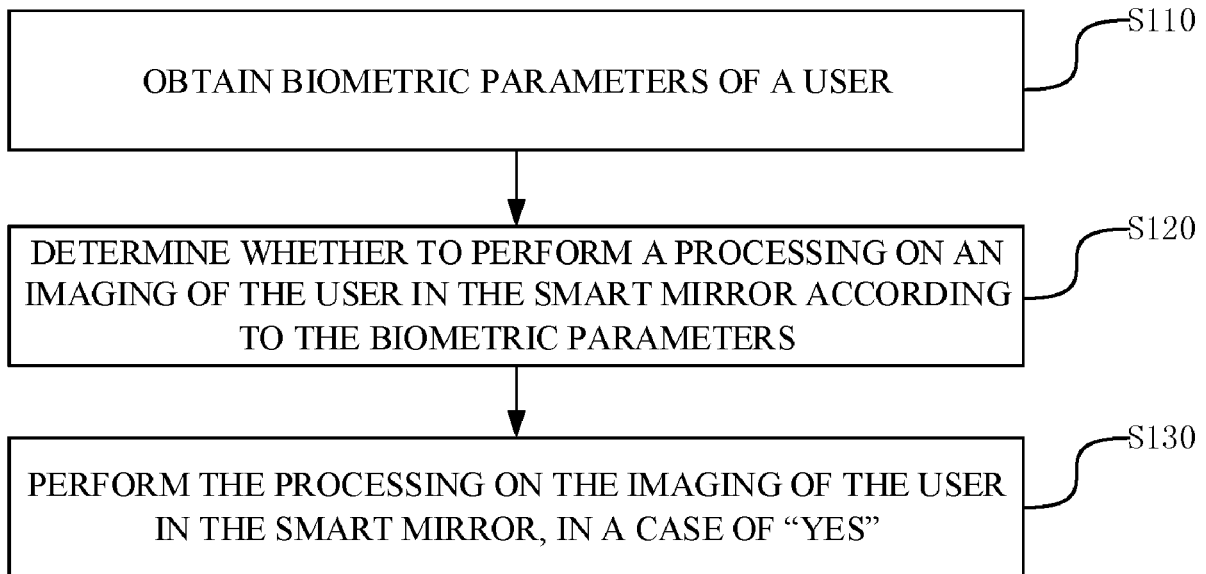 S110
OBTAIN BIOMETRIC PARAMETERS OF A USER
S120
DETERMINE WHETHER TO PERFORM A PROCESSING ON AN
IMAGING OF THE USER IN THE SMART MIRROR ACCORDING
TO THE BIOMETRIC PARAMETERS
S130
PERFORM THE PROCESSING ON THE IMAGING OF THE USER
IN THE SMART MIRROR, IN A CASE OF “YES”